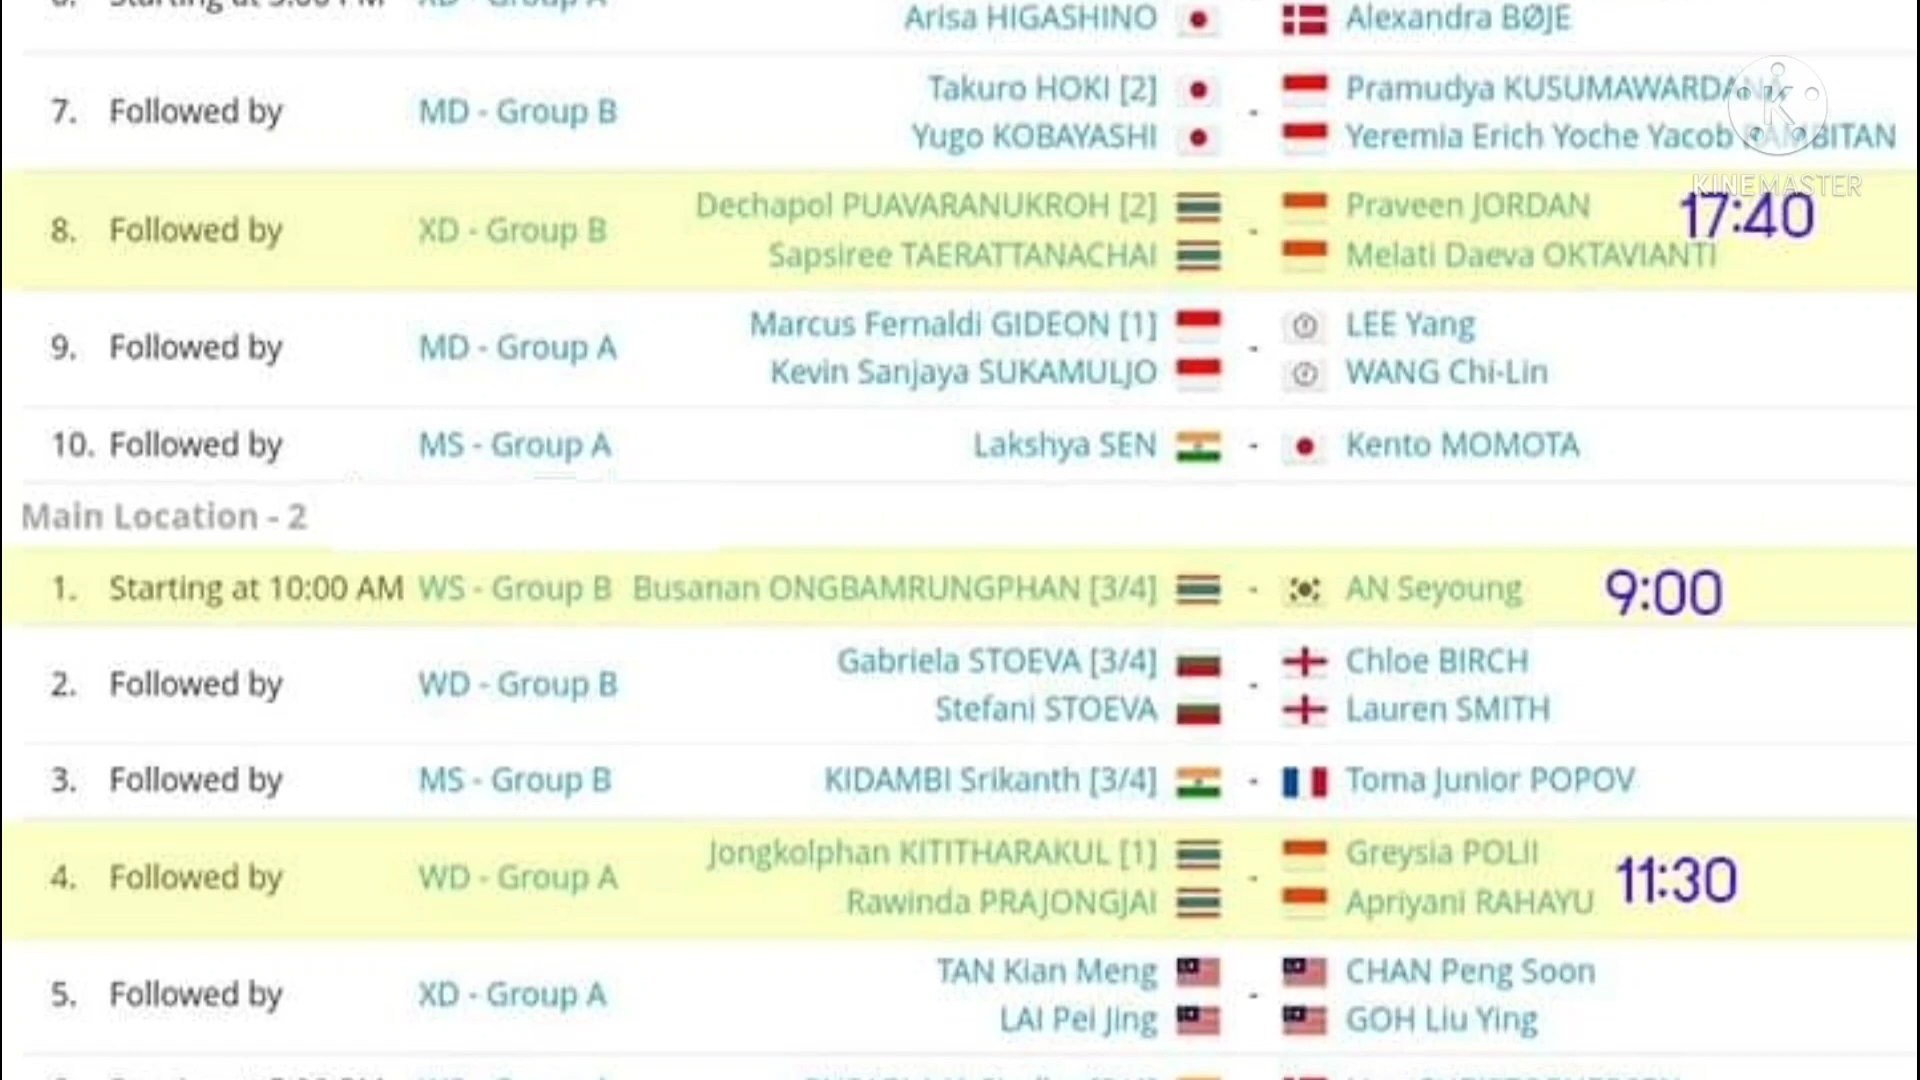 Arisa HIGASHINO Alexandra BØJE
7. Followed by MD - Group B Takuro HOKI [2] - Pramudya
Yugo KOBAYASHI Yeremia Erich Yoche Yacob
KINEMASTER
8. Followed by XD - Group B Dechapol PUAVARANUKROH [2] - Praveen JORDAN 17:40
Sapsiree TAERATTANACHAI Melati Daeva OKTAVIANTI
9. Followed by MD - Group A Marcus Fernaldi GIDEON [1] - LEE Yang
Kevin Sanjaya SUKAMULJO WANG Chi-Lin
10. Followed by MS - Group A Lakshya SEN - Kento MOMOTA
Main Location - 2
1. Starting at 10:00 AM WS - Group B Busanan ONGBAMRUNGPHAN [3/4] - AN Seyoung 9:00
2. Followed by WD - Group B Gabriela STOEVA [3/4] - Chloe BIRCH
Stefani STOEVA Lauren SMITH
3. Followed by MS - Group B KIDAMBI Srikanth [3/4] - Toma Junior POPOV
4. Followed by WD - Group A Jongkolphan KITITHARAKUL [1] - Greysia POLII 11:30
Rawinda PRAJONGJAI Apriyani RAHAYU
5. Followed by XD - Group A TAN Kian Meng - CHAN Peng Soon
LAI Pei Jing GOH Liu Ying